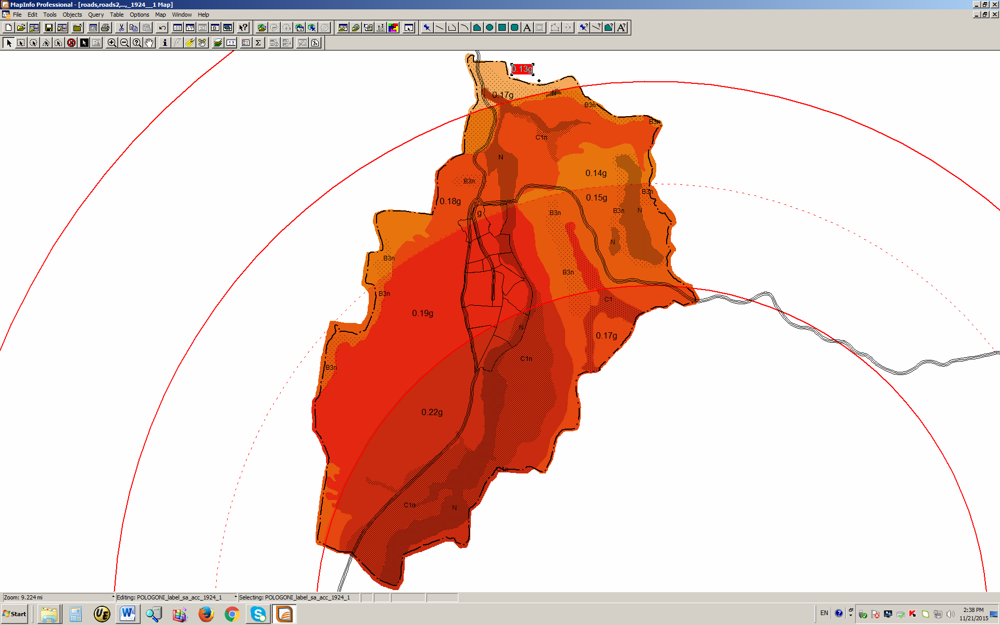 MapInfo Professional - [roads,roads2,...,_1924__1 Map]
File Edit Tools Objects Query Table Options Map Window Help
0.13g
0.17g
N
B3n
B3n
C1n
N
0.14g
B3n
B3n
0.18g
0.15g
g
B3n
B3n
N
N
B3n
B3n
B3n
C1
0.19g
N
0.17g
C1n
B3n
0.22g
C1n
C1n
N
Zoom: 9.224 mi
Editing: POLOGONI_label_sa_acc_1924_1
Selecting: POLOGONI_label_sa_acc_1924_1
Start
EN
2:38 PM
11/21/2015